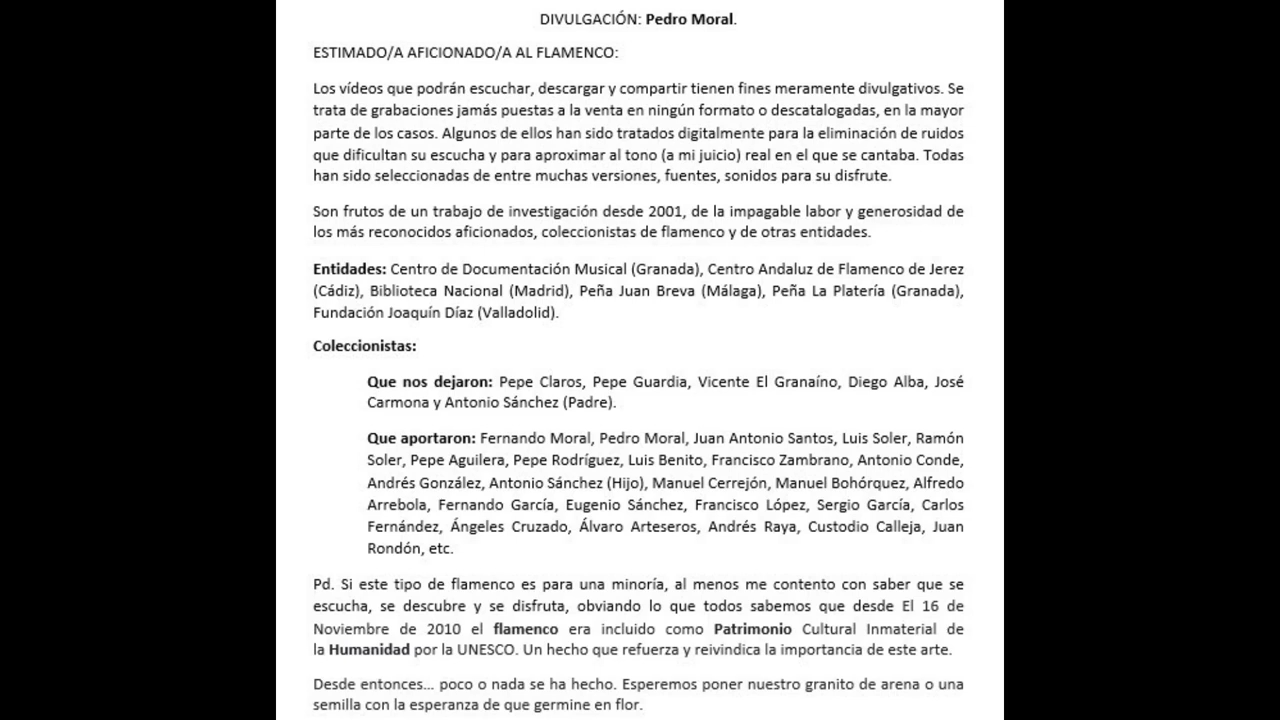 DIVULGACIÓN: Pedro Moral.
ESTIMADO/A AFICIONADO/A AL FLAMENCO:
Los vídeos que podrán escuchar, descargar y compartir tienen fines meramente divulgativos. Se
trata de grabaciones jamás puestas a la venta en ningún formato o descatalogadas, en la mayor
parte de los casos. Algunos de ellos han sido tratados digitalmente para la eliminación de ruidos
que dificultan su escucha y para aproximar al tono (a mi juicio) real en el que se cantaba. Todas
han sido seleccionadas de entre muchas versiones, fuentes, sonidos para su disfrute.
Son frutos de un trabajo de investigación desde 2001, de la impagable labor y generosidad de
los más reconocidos aficionados, coleccionistas de flamenco y de otras entidades.
Entidades: Centro de Documentación Musical (Granada), Centro Andaluz de Flamenco de Jerez
(Cádiz), Biblioteca Nacional (Madrid), Peña Juan Breva (Málaga), Peña La Platería (Granada),
Fundación Joaquín Díaz (Valladolid).
Coleccionistas:
Que nos dejaron: Pepe Claros, Pepe Guardia, Vicente El Granaíno, Diego Alba, José
Carmona y Antonio Sánchez (Padre).
Que aportaron: Fernando Moral, Pedro Moral, Juan Antonio Santos, Luis Soler, Ramón
Soler, Pepe Aguilera, Pepe Rodríguez, Luis Benito, Francisco Zambrano, Antonio Conde,
Andrés González, Antonio Sánchez (Hijo), Manuel Cerrejón, Manuel Bohórquez, Alfredo
Arrebola, Fernando García, Eugenio Sánchez, Francisco López, Sergio García, Carlos
Fernández, Ángeles Cruzado, Álvaro Arteseros, Andrés Raya, Custodio Calleja, Juan
Rondón, etc.
Pd. Si este tipo de flamenco es para una minoría, al menos me contento con saber que se
escucha, se descubre y se disfruta, obviando lo que todos sabemos que desde El 16 de
Noviembre de 2010 el flamenco era incluido como Patrimonio Cultural Inmaterial de
la Humanidad por la UNESCO. Un hecho que refuerza y reivindica la importancia de este arte.
Desde entonces... poco o nada se ha hecho. Esperemos poner nuestro granito de arena o una
semilla con la esperanza de que germine en flor.